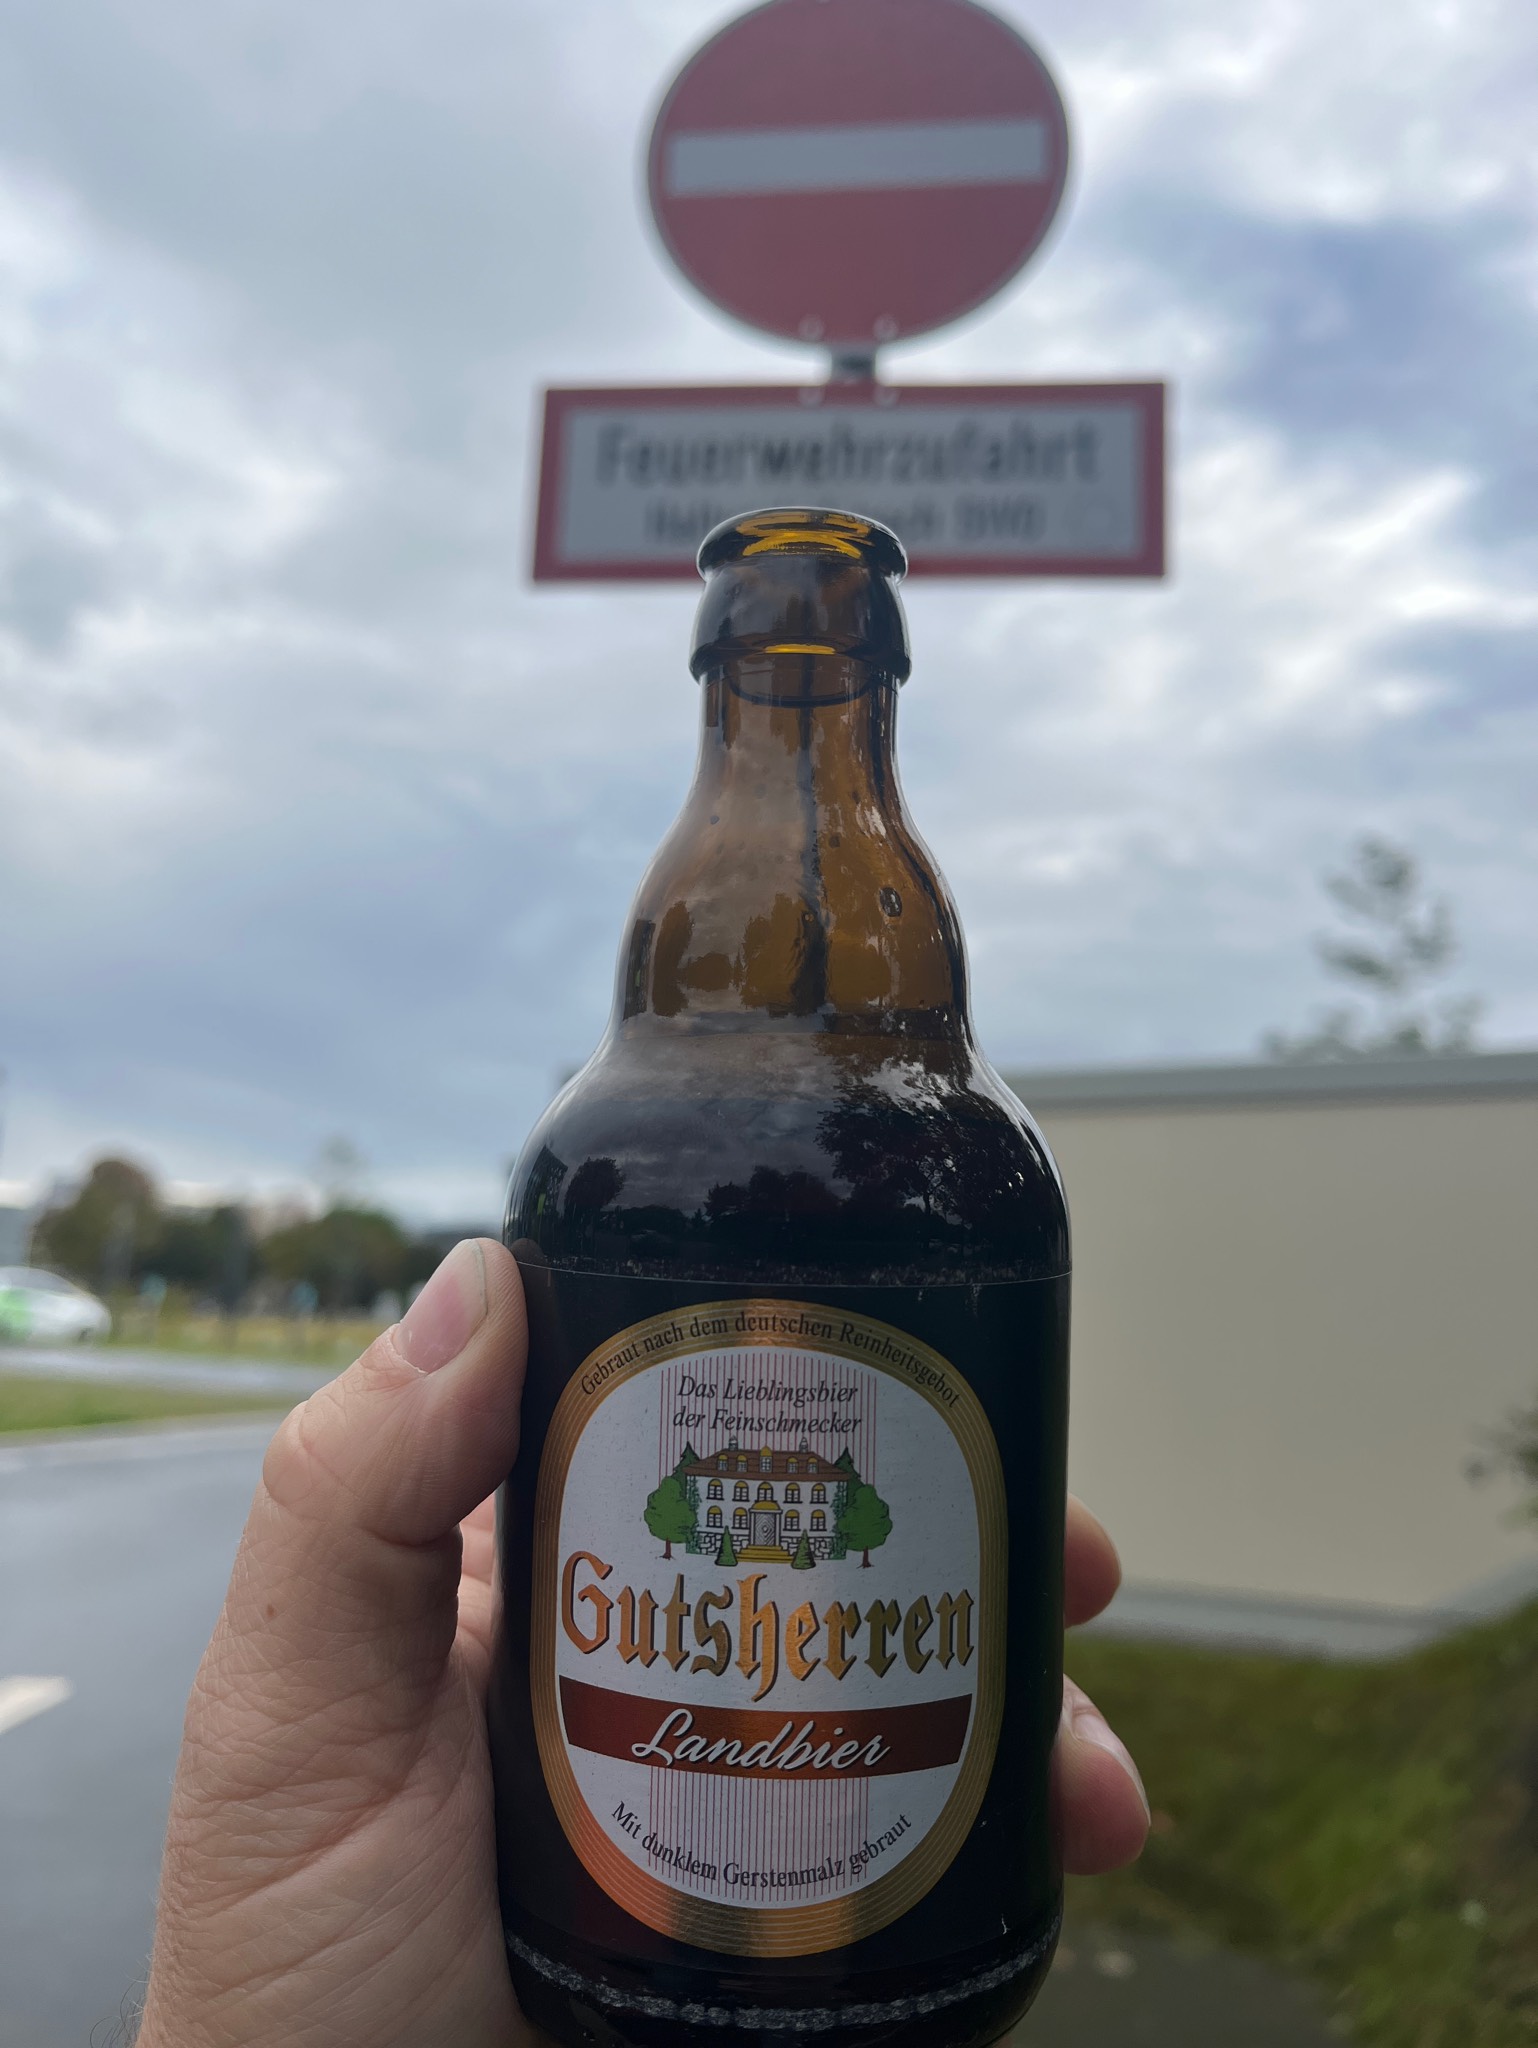 Feuerwehrzufahrt
Gebraut nach dem deutschen Reinheitsgebot
Das Lieblingsbier
der Feinschmecker
Gutsherren
Landbier
Mit dunklem Gerstenmalz gebraut